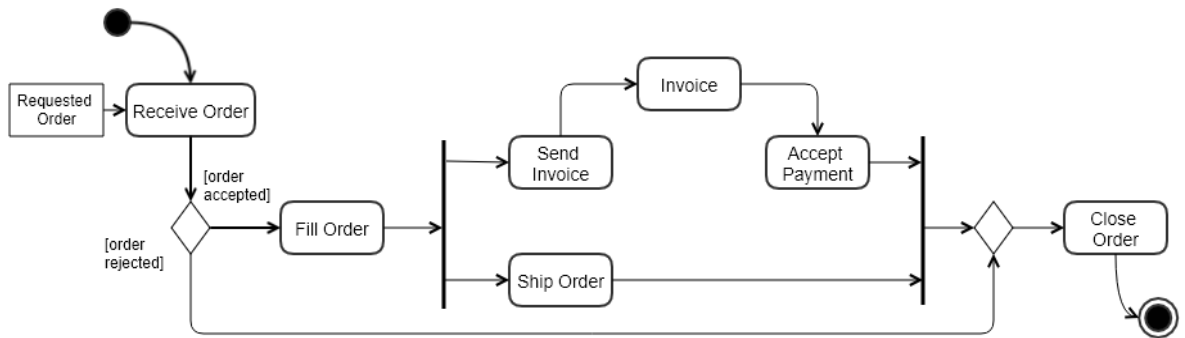 Requested
Order
Receive Order
[order
accepted]
[order
rejected]
Fill Order
Send
Invoice
Invoice
Accept
Payment
Ship Order
Close
Order